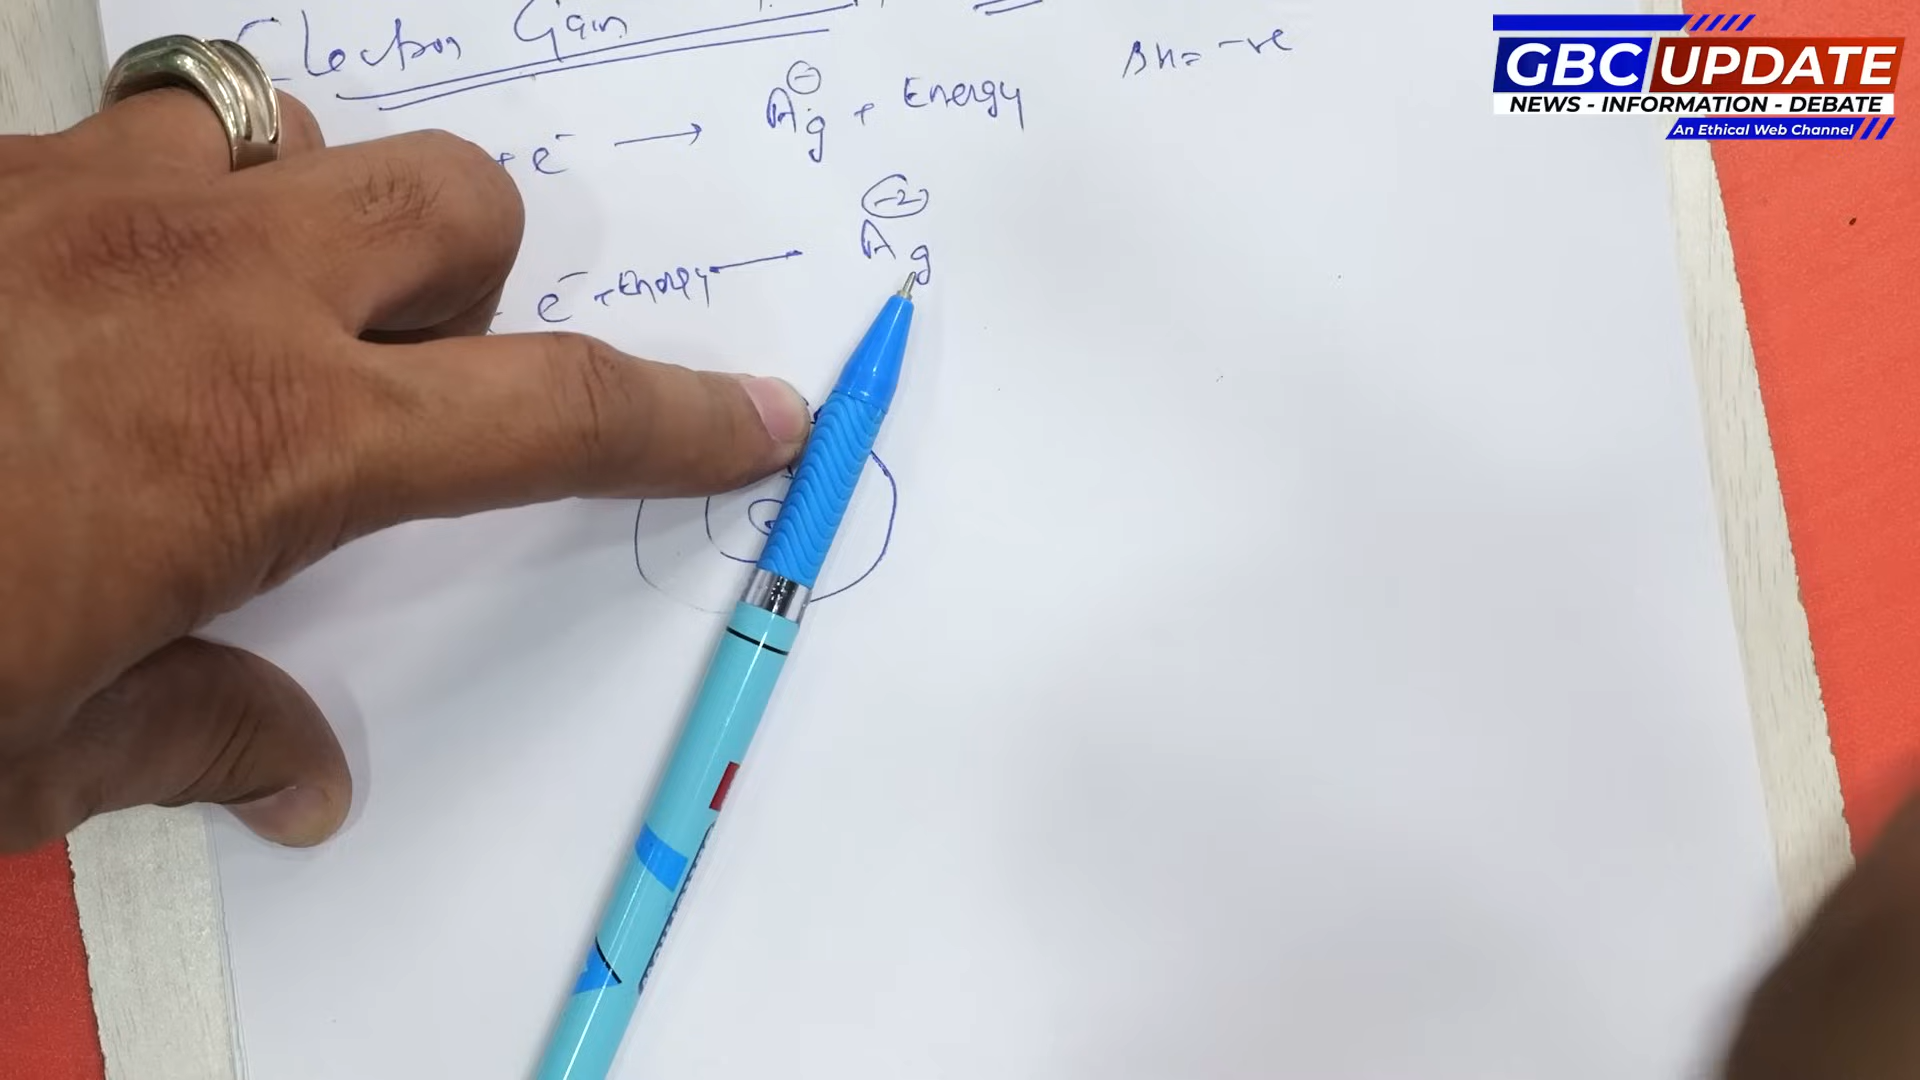 Electron Gain
ΔH= -ve
+ e⁻ → A⁻g + Energy
e⁻ + Energy → A⁻²g
GBC UPDATE
NEWS - INFORMATION - DEBATE
An Ethical Web Channel